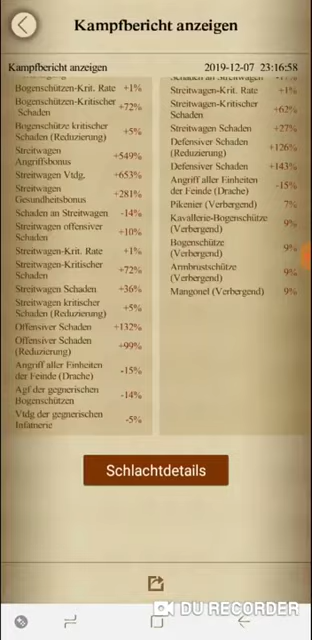 Kampfbericht anzeigen
Kampfbericht anzeigen 2019-12-07 23:16:58
Bogenschützen-Krit. Rate +1%
Bogenschützen-Kritischer
Schaden +72%
Bogenschütze kritischer
Schaden (Reduzierung) +5%
Streitwagen
Angriffsbonus +549%
Streitwagen Vtdg. +653%
Streitwagen
Gesundheitsbonus +281%
Schaden an Streitwagen -14%
Streitwagen offensiver
Schaden +10%
Streitwagen-Krit. Rate +1%
Streitwagen-Kritischer
Schaden +72%
Streitwagen Schaden +36%
Streitwagen kritischer
Schaden (Reduzierung) +5%
Offensiver Schaden +132%
Offensiver Schaden
(Reduzierung) +99%
Angriff aller Einheiten
der Feinde (Drache) -15%
Agf der gegnerischen
Bogenschützen -14%
Vtdg der gegnerischen
Infatnerie -5%
Schaden an Streitwagen
Streitwagen-Krit. Rate +1%
Streitwagen-Kritischer
Schaden +62%
Streitwagen Schaden +27%
Defensiver Schaden
(Reduzierung) +126%
Defensiver Schaden +143%
Angriff aller Einheiten
der Feinde (Drache) -15%
Pikenier (Verbergend) 7%
Kavallerie-Bogenschütze
(Verbergend) 9%
Bogenschütze
(Verbergend) 9%
Armbrustschütze
(Verbergend) 9%
Mangonel (Verbergend) 9%
Schlachtdetails
DU RECORDER